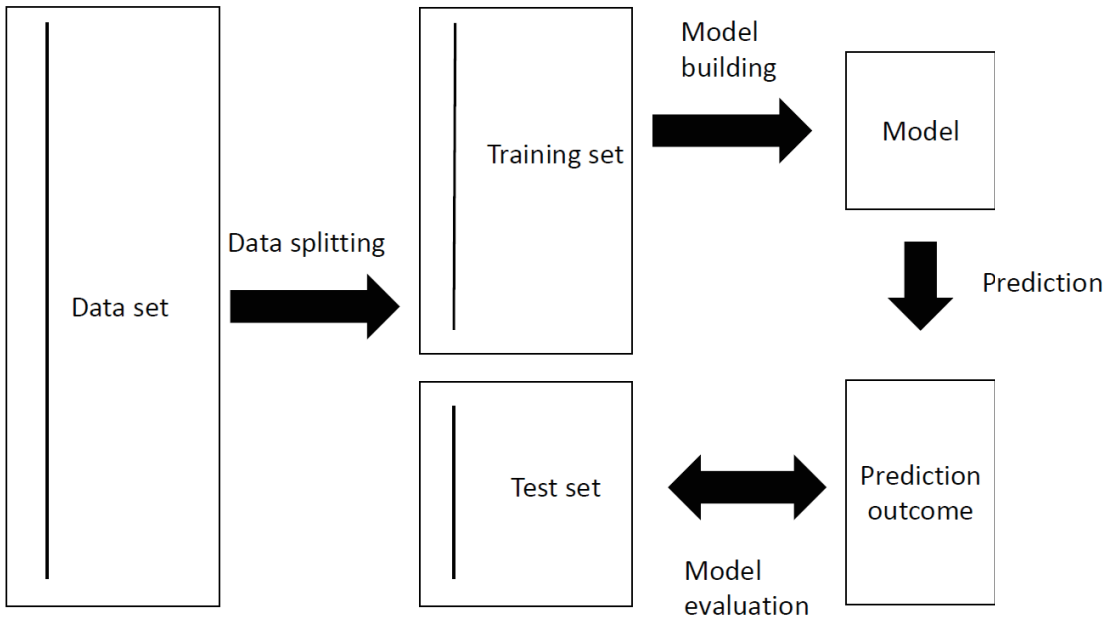 Data set
Data splitting
Training set
Test set
Model
building
Model
Prediction
Prediction
outcome
Model
evaluation